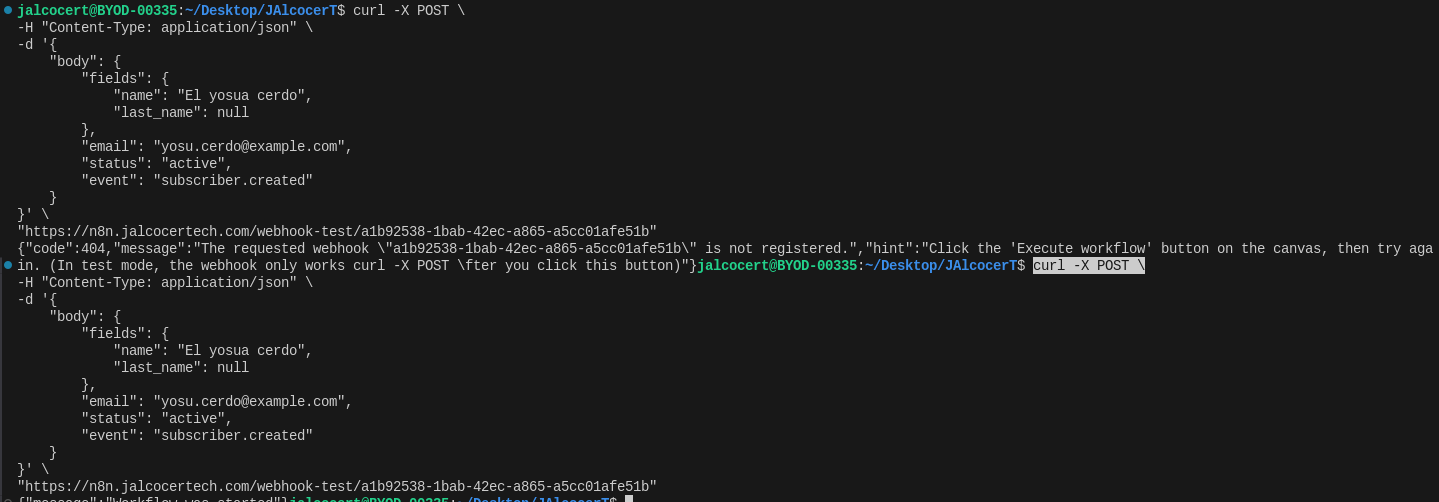 jalcocert@BYOD-00335:~/Desktop/JAlcocerT$ curl -X POST \
-H "Content-Type: application/json" \
-d '{
    "body": {
        "fields": {
            "name": "El yosua cerdo",
            "last_name": null
        },
        "email": "yosu.cerdo@example.com",
        "status": "active",
        "event": "subscriber.created"
    }
}' \
"https://n8n.jalcocertech.com/webhook-test/a1b92538-1bab-42ec-a865-a5cc01afe51b"
{"code":404,"message":"The requested webhook \"a1b92538-1bab-42ec-a865-a5cc01afe51b\" is not registered.","hint":"Click the 'Execute workflow' button on the canvas, then try aga
in. (In test mode, the webhook only works curl -X POST \fter you click this button)"}jalcocert@BYOD-00335:~/Desktop/JAlcocerT$ curl -X POST \
-H "Content-Type: application/json" \
-d '{
    "body": {
        "fields": {
            "name": "El yosua cerdo",
            "last_name": null
        },
        "email": "yosu.cerdo@example.com",
        "status": "active",
        "event": "subscriber.created"
    }
}' \
"https://n8n.jalcocertech.com/webhook-test/a1b92538-1bab-42ec-a865-a5cc01afe51b"
{"message":"Workflow was started"}jalcocert@BYOD-00335:~/Desktop/JAlcocerT$